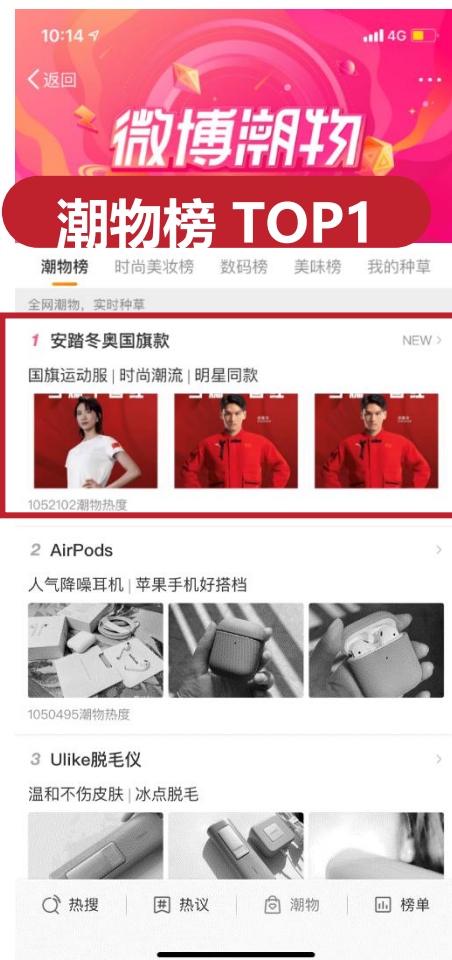 10:14
4G
返回
微博潮物
潮物榜 TOP1
潮物榜 时尚美妆榜 数码榜 美味榜 我的种草
全网潮物，实时种草
1 安踏冬奥国旗款 NEW
国旗运动服 | 时尚潮流 | 明星同款
1052102潮物热度
2 AirPods
人气降噪耳机 | 苹果手机好搭档
1050495潮物热度
3 Ulike脱毛仪
温和不伤皮肤 | 冰点脱毛
热搜 热议 潮物 榜单